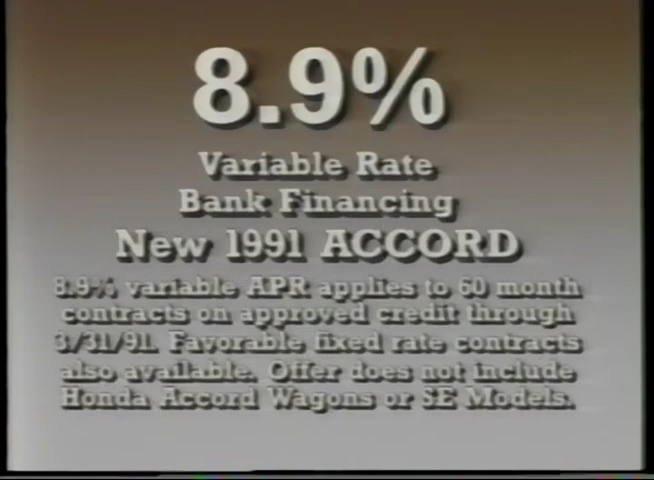 8.9%
Variable Rate
Bank Financing
New 1991 ACCORD
8.9% variable APR applies to 60 month
contracts on approved credit through
3/31/91. Favorable fixed rate contracts
also available. Offer does not include
Honda Accord Wagons or SE Models.